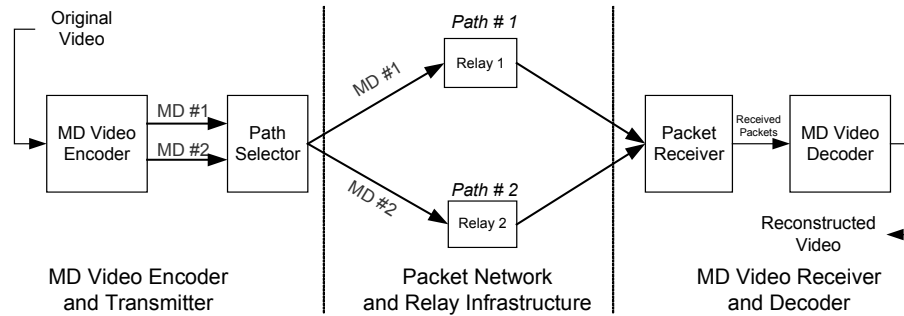 Original
Video
MD Video
Encoder
MD #1
MD #2
Path
Selector
MD #1
MD #2
Path # 1
Relay 1
Path # 2
Relay 2
Packet
Receiver
Received
Packets
MD Video
Decoder
Reconstructed
Video
MD Video Encoder
and Transmitter
Packet Network
and Relay Infrastructure
MD Video Receiver
and Decoder